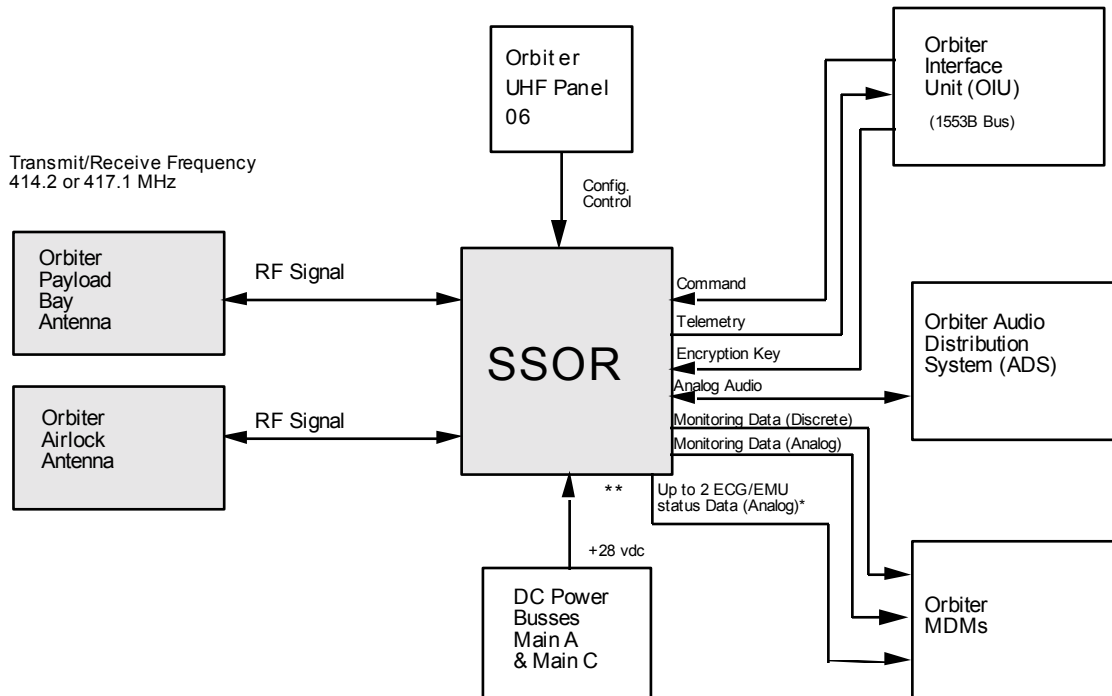 Orbiter
UHF Panel
06
Orbiter
Interface
Unit (OIU)
(1553B Bus)
Transmit/Receive Frequency
414.2 or 417.1 MHz
Config.
Control
Orbiter
Payload
Bay
Antenna
RF Signal
SSOR
Command
Telemetry
Encryption Key
Analog Audio
Monitoring Data (Discrete)
Monitoring Data (Analog)
Orbiter Audio
Distribution
System (ADS)
Orbiter
Airlock
Antenna
RF Signal
**
Up to 2 ECG/EMU
status Data (Analog)*
+28 vdc
DC Power
Busses
Main A
& Main C
Orbiter
MDMs